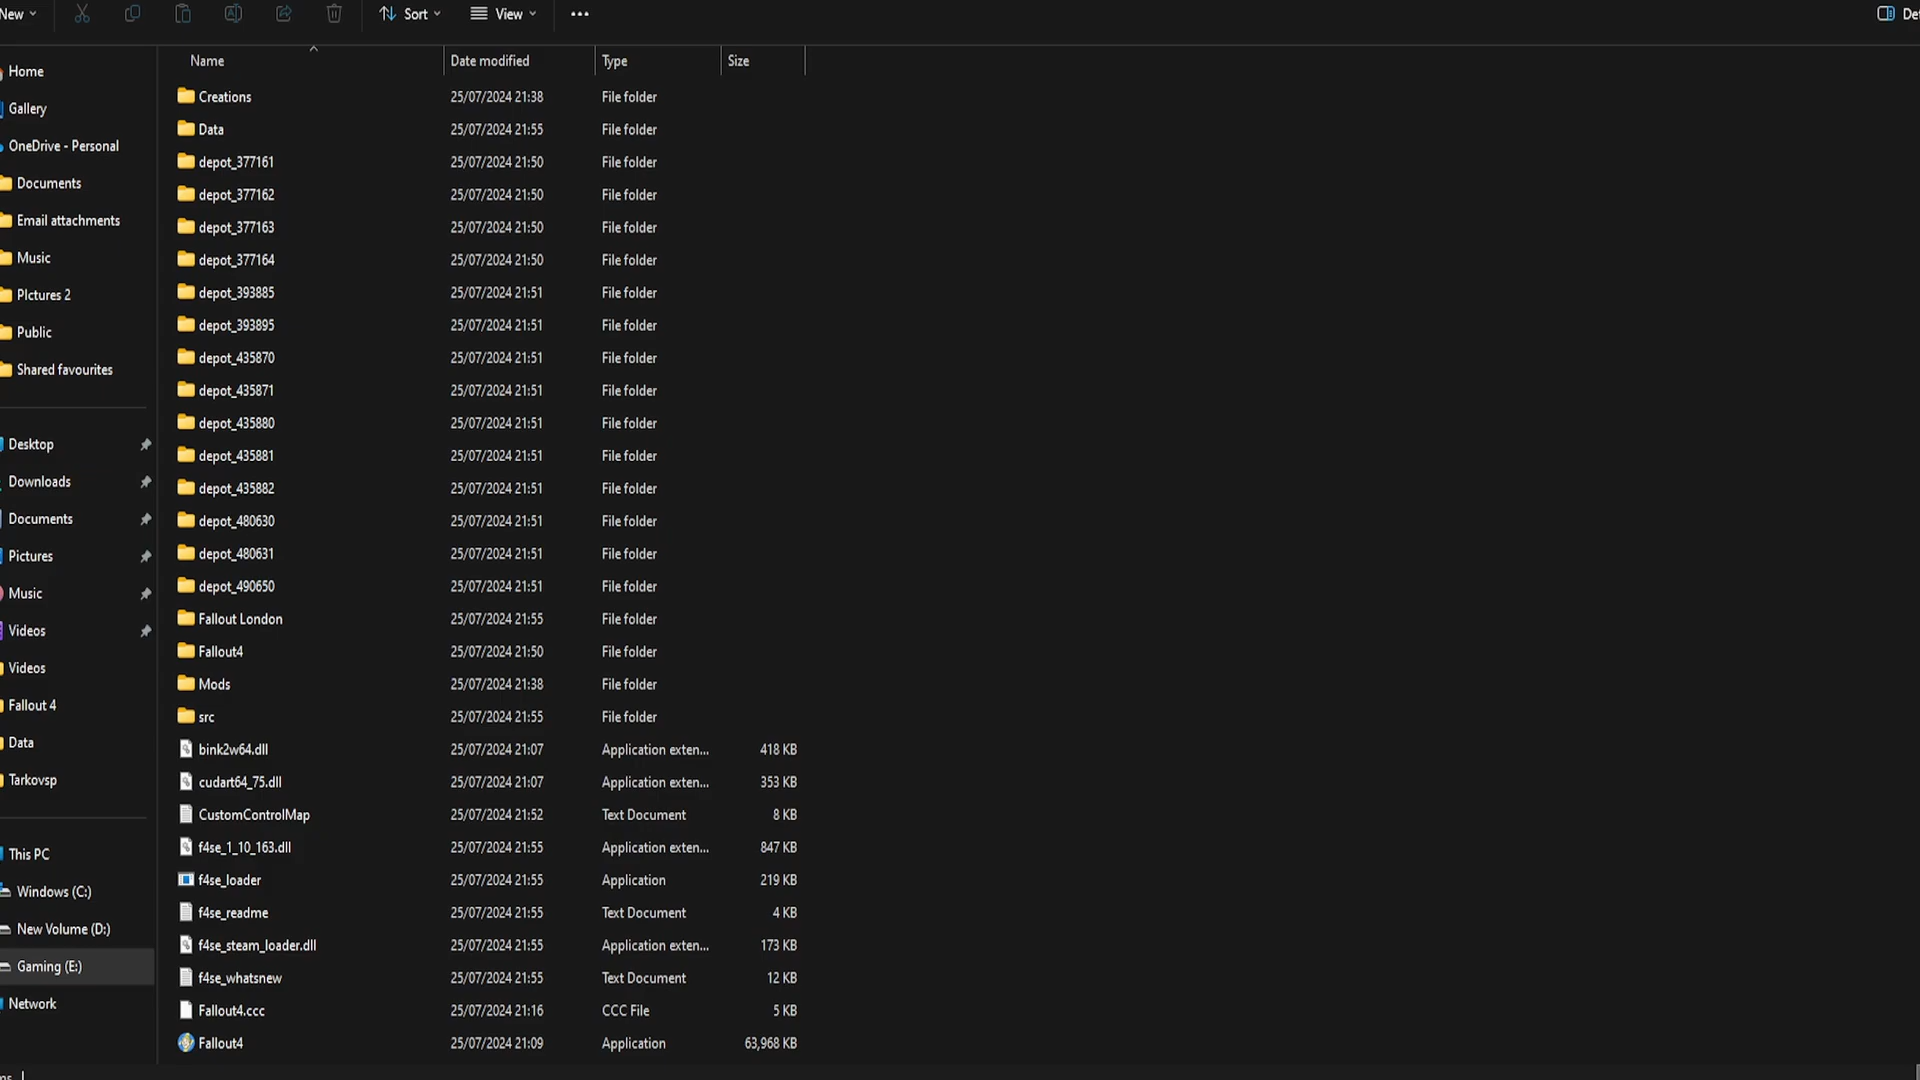 New
Sort
View
Det
Name Date modified Type Size
Home
Gallery
OneDrive - Personal
Documents
Email attachments
Music
PIctures 2
Public
Shared favourites
Desktop
Downloads
Documents
Pictures
Music
Videos
Videos
Fallout 4
Data
Tarkovsp
This PC
Windows (C:)
New Volume (D:)
Gaming (E:)
Network
Creations 25/07/2024 21:38 File folder
Data 25/07/2024 21:55 File folder
depot_377161 25/07/2024 21:50 File folder
depot_377162 25/07/2024 21:50 File folder
depot_377163 25/07/2024 21:50 File folder
depot_377164 25/07/2024 21:50 File folder
depot_393885 25/07/2024 21:51 File folder
depot_393895 25/07/2024 21:51 File folder
depot_435870 25/07/2024 21:51 File folder
depot_435871 25/07/2024 21:51 File folder
depot_435880 25/07/2024 21:51 File folder
depot_435881 25/07/2024 21:51 File folder
depot_435882 25/07/2024 21:51 File folder
depot_480630 25/07/2024 21:51 File folder
depot_480631 25/07/2024 21:51 File folder
depot_490650 25/07/2024 21:51 File folder
Fallout London 25/07/2024 21:55 File folder
Fallout4 25/07/2024 21:50 File folder
Mods 25/07/2024 21:38 File folder
src 25/07/2024 21:55 File folder
bink2w64.dll 25/07/2024 21:07 Application exten... 418 KB
cudart64_75.dll 25/07/2024 21:07 Application exten... 353 KB
CustomControlMap 25/07/2024 21:52 Text Document 8 KB
f4se_1_10_163.dll 25/07/2024 21:55 Application exten... 847 KB
f4se_loader 25/07/2024 21:55 Application 219 KB
f4se_readme 25/07/2024 21:55 Text Document 4 KB
f4se_steam_loader.dll 25/07/2024 21:55 Application exten... 173 KB
f4se_whatsnew 25/07/2024 21:55 Text Document 12 KB
Fallout4.ccc 25/07/2024 21:16 CCC File 5 KB
Fallout4 25/07/2024 21:09 Application 63,968 KB